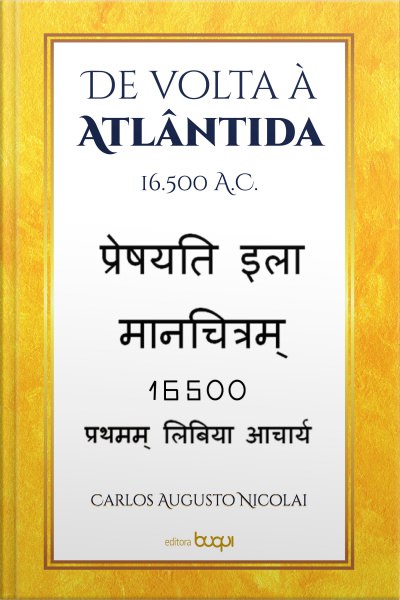 De volta à
Atlântida
16.500 A.C.
प्रेषयति इला
मानचित्रम्
16500
प्रथमम् लिबिया आचार्य
Carlos Augusto Nicolai
editora buqui